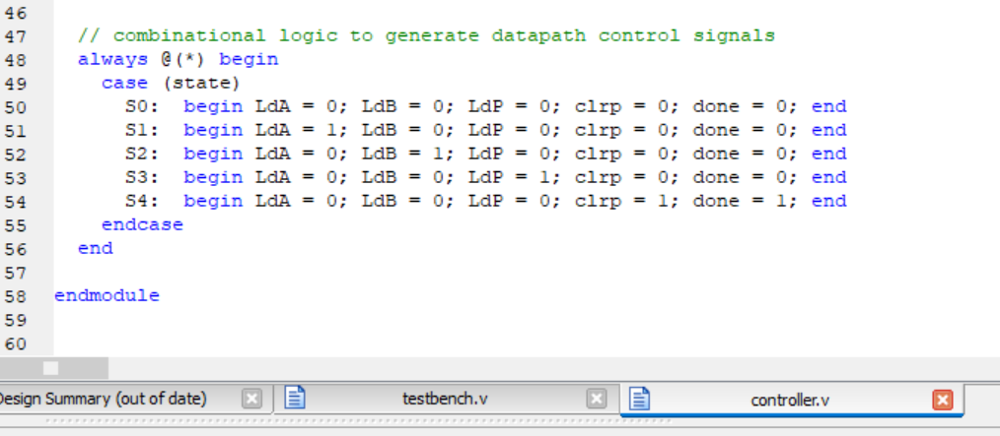 46
47 // combinational logic to generate datapath control signals
48 always @(*) begin
49 case (state)
50 S0: begin LdA = 0; LdB = 0; LdP = 0; clrp = 0; done = 0; end
51 S1: begin LdA = 1; LdB = 0; LdP = 0; clrp = 0; done = 0; end
52 S2: begin LdA = 0; LdB = 1; LdP = 0; clrp = 0; done = 0; end
53 S3: begin LdA = 0; LdB = 0; LdP = 1; clrp = 0; done = 0; end
54 S4: begin LdA = 0; LdB = 0; LdP = 0; clrp = 1; done = 1; end
55 endcase
56 end
57
58 endmodule
59
60
Design Summary (out of date) testbench.v controller.v